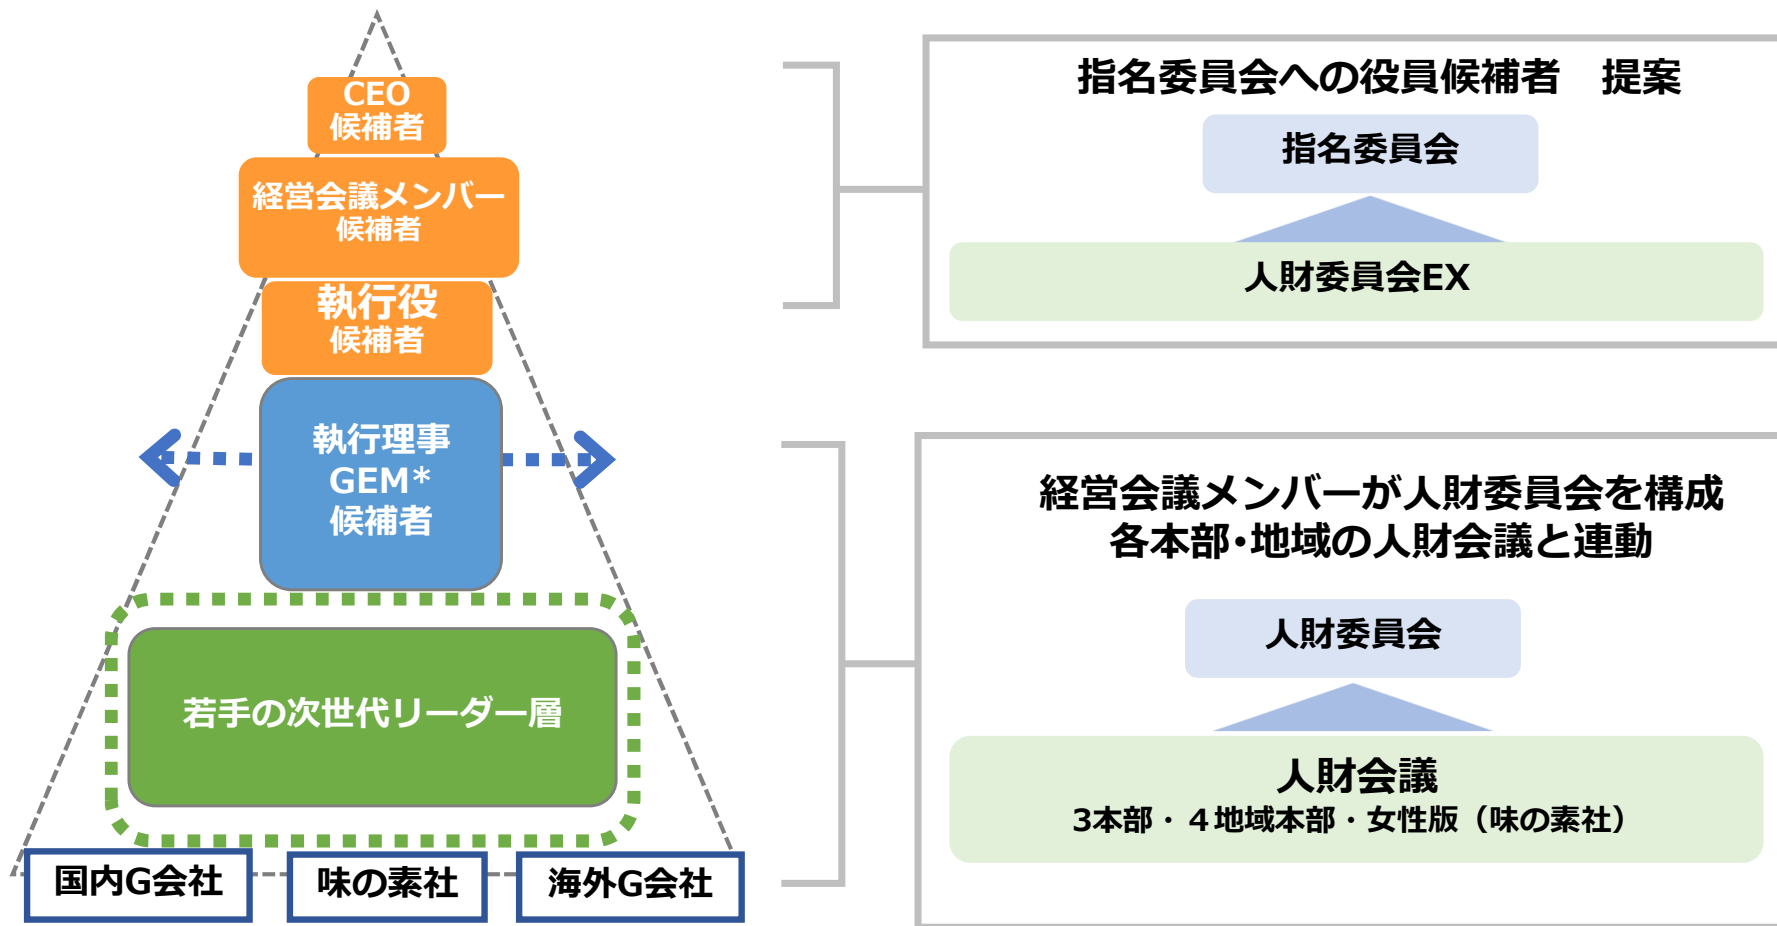 CEO
候補者
経営会議メンバー
候補者
執行役
候補者
執行理事
GEM*
候補者
若手の次世代リーダー層
国内G会社
味の素社
海外G会社
指名委員会への役員候補者　提案
指名委員会
人財委員会EX
経営会議メンバーが人財委員会を構成
各本部・地域の人財会議と連動
人財委員会
人財会議
3本部・４地域本部・女性版（味の素社）